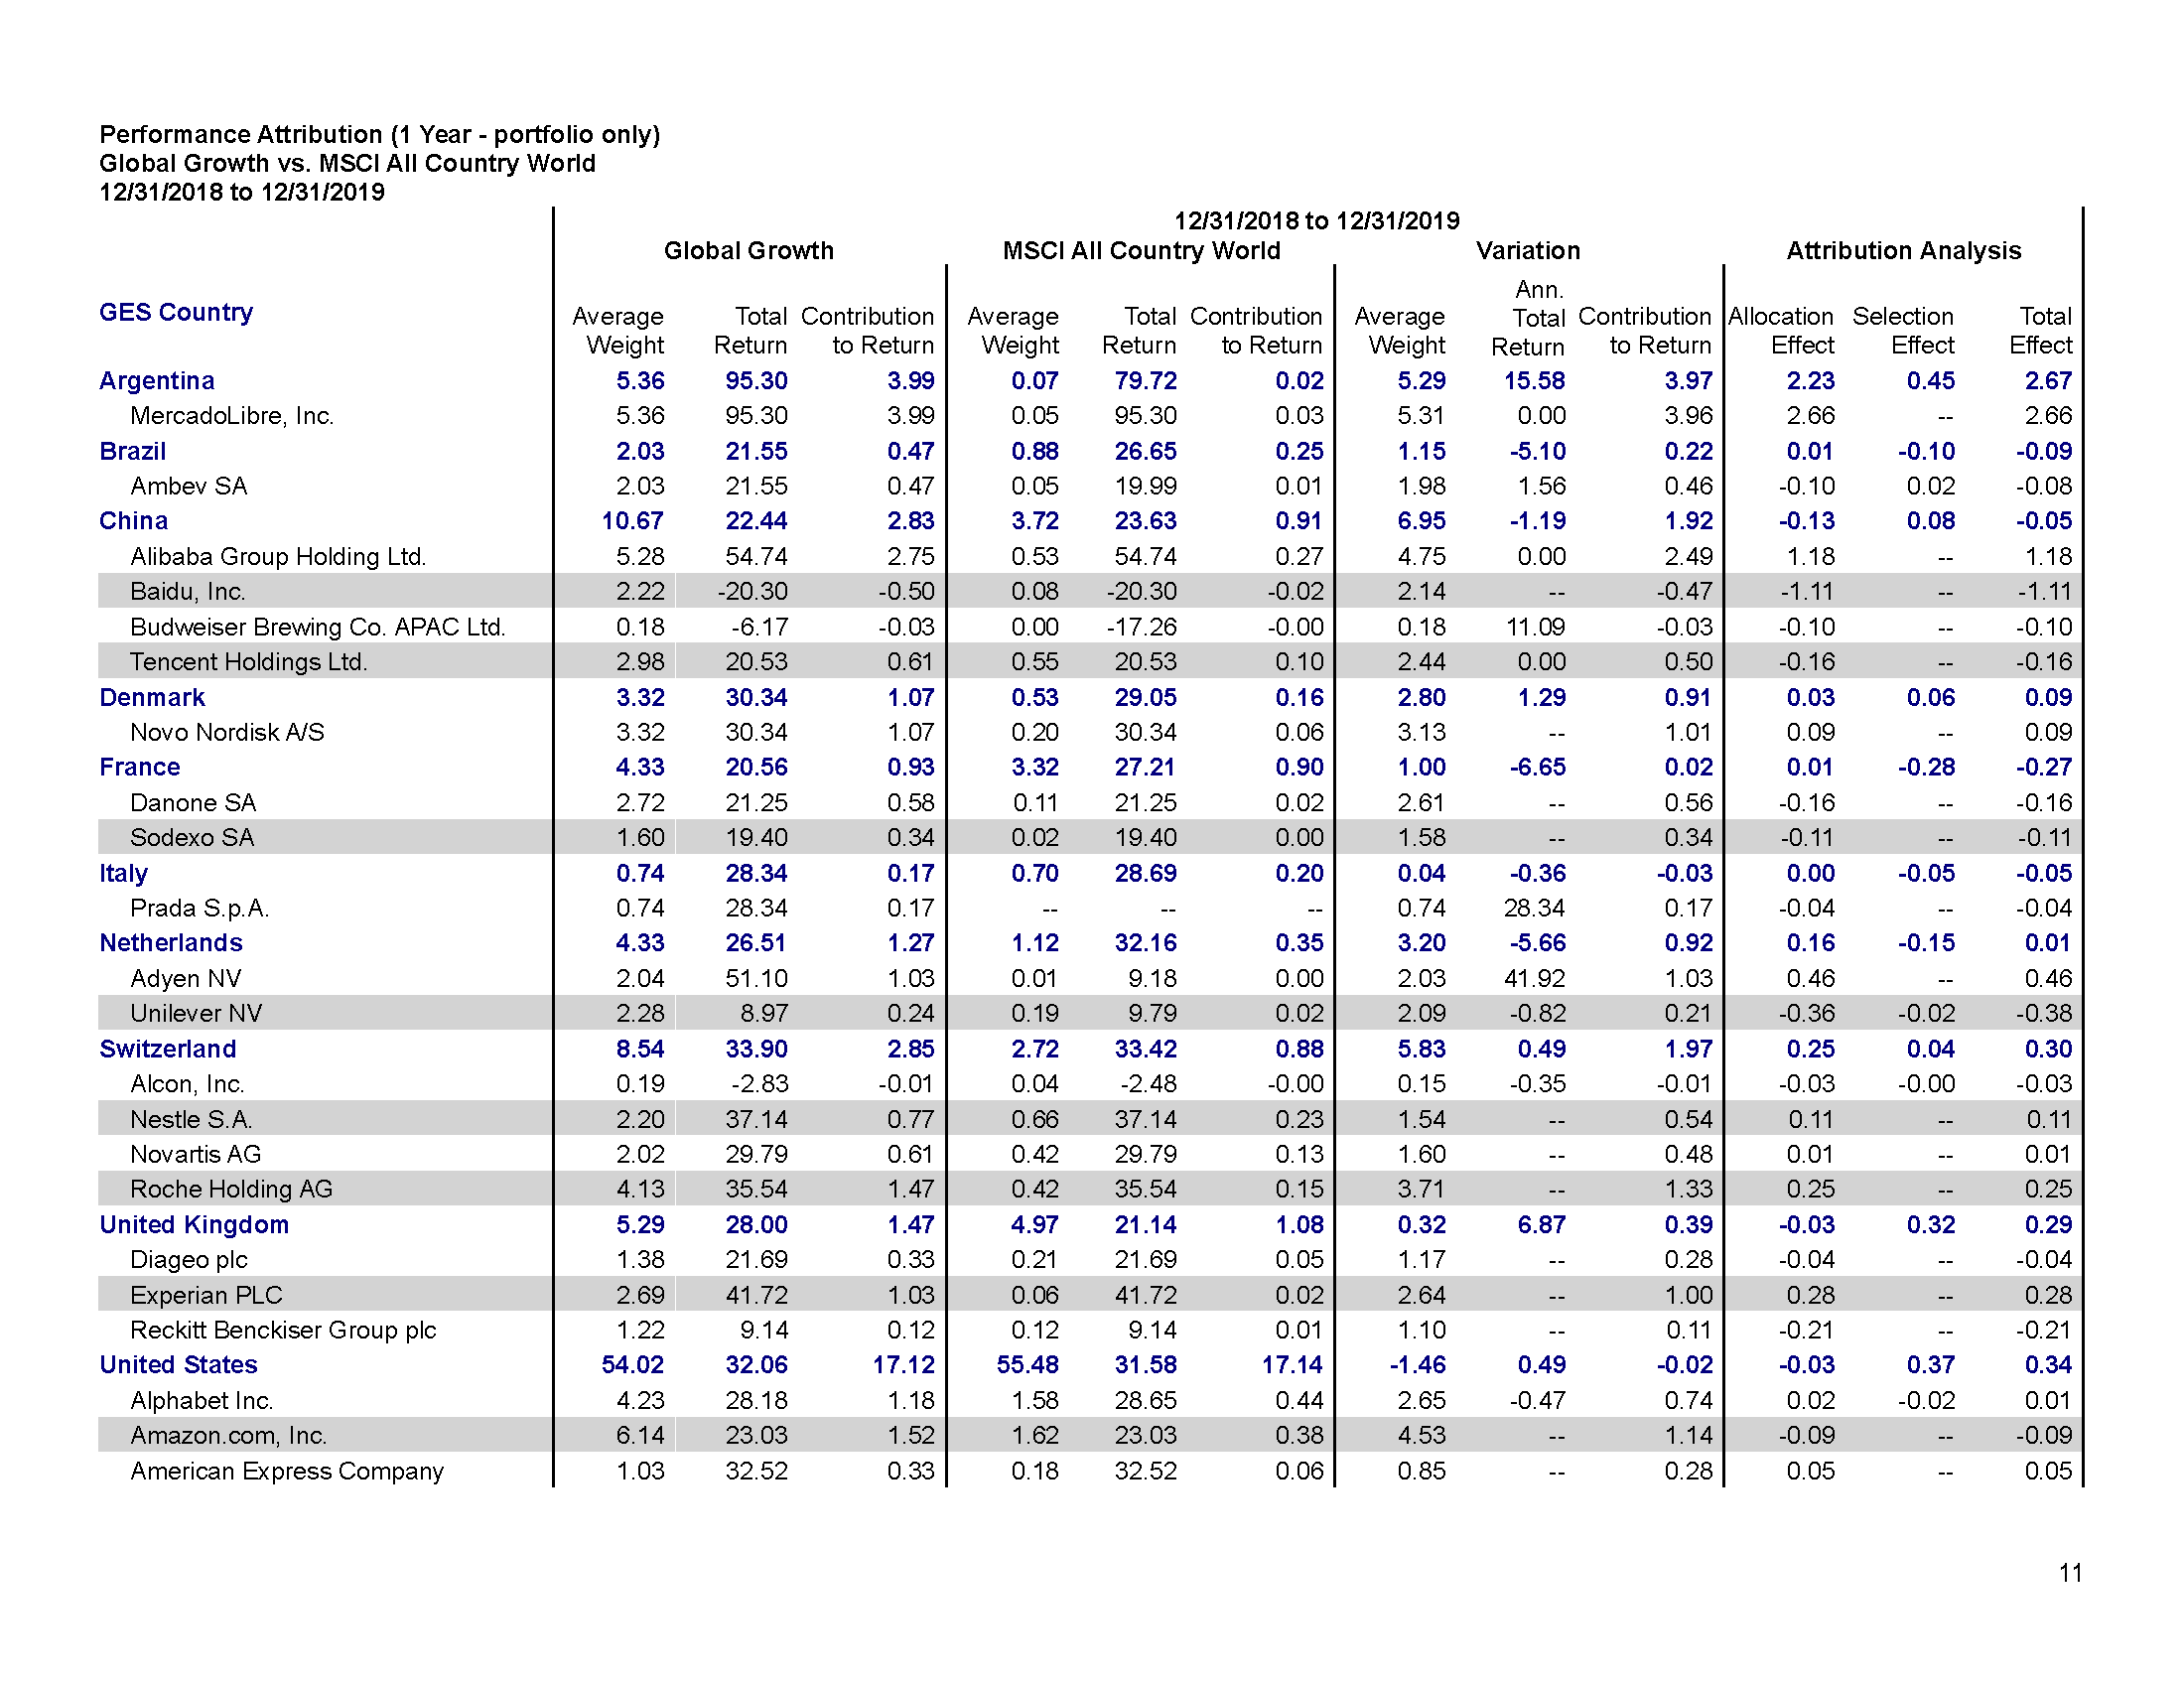 Performance Attribution (1 Year - portfolio only)
Global Growth vs. MSCI All Country World
12/31/2018 to 12/31/2019
12/31/2018 to 12/31/2019
Global Growth MSCI All Country World Variation Attribution Analysis
GES Country Average Weight Total Return Contribution to Return Average Weight Total Return Contribution to Return Average Weight Ann. Total Return Contribution to Return Allocation Effect Selection Effect Total Effect
Argentina 5.36 95.30 3.99 0.07 79.72 0.02 5.29 15.58 3.97 2.23 0.45 2.67
MercadoLibre, Inc. 5.36 95.30 3.99 0.05 95.30 0.03 5.31 0.00 3.96 2.66 -- 2.66
Brazil 2.03 21.55 0.47 0.88 26.65 0.25 1.15 -5.10 0.22 0.01 -0.10 -0.09
Ambev SA 2.03 21.55 0.47 0.05 19.99 0.01 1.98 1.56 0.46 -0.10 0.02 -0.08
China 10.67 22.44 2.83 3.72 23.63 0.91 6.95 -1.19 1.92 -0.13 0.08 -0.05
Alibaba Group Holding Ltd. 5.28 54.74 2.75 0.53 54.74 0.27 4.75 0.00 2.49 1.18 -- 1.18
Baidu, Inc. 2.22 -20.30 -0.50 0.08 -20.30 -0.02 2.14 -- -0.47 -1.11 -- -1.11
Budweiser Brewing Co. APAC Ltd. 0.18 -6.17 -0.03 0.00 -17.26 -0.00 0.18 11.09 -0.03 -0.10 -- -0.10
Tencent Holdings Ltd. 2.98 20.53 0.61 0.55 20.53 0.10 2.44 0.00 0.50 -0.16 -- -0.16
Denmark 3.32 30.34 1.07 0.53 29.05 0.16 2.80 1.29 0.91 0.03 0.06 0.09
Novo Nordisk A/S 3.32 30.34 1.07 0.20 30.34 0.06 3.13 -- 1.01 0.09 -- 0.09
France 4.33 20.56 0.93 3.32 27.21 0.90 1.00 -6.65 0.02 0.01 -0.28 -0.27
Danone SA 2.72 21.25 0.58 0.11 21.25 0.02 2.61 -- 0.56 -0.16 -- -0.16
Sodexo SA 1.60 19.40 0.34 0.02 19.40 0.00 1.58 -- 0.34 -0.11 -- -0.11
Italy 0.74 28.34 0.17 0.70 28.69 0.20 0.04 -0.36 -0.03 0.00 -0.05 -0.05
Prada S.p.A. 0.74 28.34 0.17 -- -- -- 0.74 28.34 0.17 -0.04 -- -0.04
Netherlands 4.33 26.51 1.27 1.12 32.16 0.35 3.20 -5.66 0.92 0.16 -0.15 0.01
Adyen NV 2.04 51.10 1.03 0.01 9.18 0.00 2.03 41.92 1.03 0.46 -- 0.46
Unilever NV 2.28 8.97 0.24 0.19 9.79 0.02 2.09 -0.82 0.21 -0.36 -0.02 -0.38
Switzerland 8.54 33.90 2.85 2.72 33.42 0.88 5.83 0.49 1.97 0.25 0.04 0.30
Alcon, Inc. 0.19 -2.83 -0.01 0.04 -2.48 -0.00 0.15 -0.35 -0.01 -0.03 -0.00 -0.03
Nestle S.A. 2.20 37.14 0.77 0.66 37.14 0.23 1.54 -- 0.54 0.11 -- 0.11
Novartis AG 2.02 29.79 0.61 0.42 29.79 0.13 1.60 -- 0.48 0.01 -- 0.01
Roche Holding AG 4.13 35.54 1.47 0.42 35.54 0.15 3.71 -- 1.33 0.25 -- 0.25
United Kingdom 5.29 28.00 1.47 4.97 21.14 1.08 0.32 6.87 0.39 -0.03 0.32 0.29
Diageo plc 1.38 21.69 0.33 0.21 21.69 0.05 1.17 -- 0.28 -0.04 -- -0.04
Experian PLC 2.69 41.72 1.03 0.06 41.72 0.02 2.64 -- 1.00 0.28 -- 0.28
Reckitt Benckiser Group plc 1.22 9.14 0.12 0.12 9.14 0.01 1.10 -- 0.11 -0.21 -- -0.21
United States 54.02 32.06 17.12 55.48 31.58 17.14 -1.46 0.49 -0.02 -0.03 0.37 0.34
Alphabet Inc. 4.23 28.18 1.18 1.58 28.65 0.44 2.65 -0.47 0.74 0.02 -0.02 0.01
Amazon.com, Inc. 6.14 23.03 1.52 1.62 23.03 0.38 4.53 -- 1.14 -0.09 -- -0.09
American Express Company 1.03 32.52 0.33 0.18 32.52 0.06 0.85 -- 0.28 0.05 -- 0.05
11